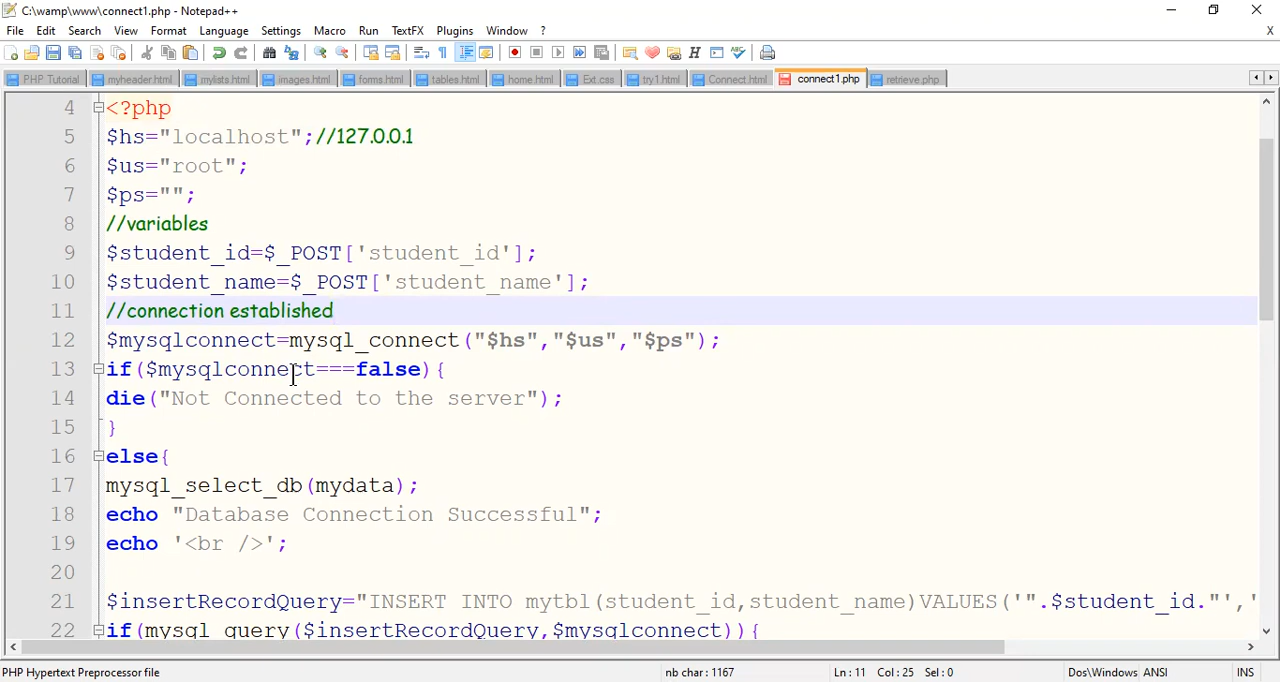 C:\wamp\www\connect1.php - Notepad++
File Edit Search View Format Language Settings Macro Run TextFX Plugins Window ? X
PHP Tutorial myheader.html mylists.html images.html forms.html tables.html home.html Ext.css try1.html Connect.html connect1.php retrieve.php
4 <?php
5 $hs="localhost";//127.0.0.1
6 $us="root";
7 $ps="";
8 //variables
9 $student_id=$_POST['student_id'];
10 $student_name=$_POST['student_name'];
11 //connection established
12 $mysqlconnect=mysql_connect("$hs","$us","$ps");
13 if($mysqlconnect===false){
14 die("Not Connected to the server");
15 }
16 else{
17 mysql_select_db(mydata);
18 echo "Database Connection Successful";
19 echo '<br />';
20
21 $insertRecordQuery="INSERT INTO mytbl(student_id,student_name)VALUES('".$student_id."','
22 if(mysql_query($insertRecordQuery,$mysqlconnect)){
PHP Hypertext Preprocessor file nb char : 1167 Ln : 11 Col : 25 Sel : 0 Dos\Windows ANSI INS